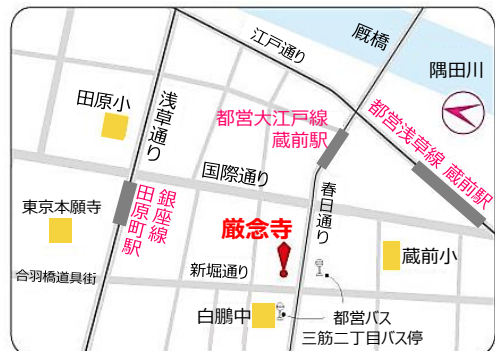 厩橋
江戸通り
隅田川
田原小
浅草通り
都営大江戸線
蔵前駅
都営浅草線 蔵前駅
国際通り
春日通り
東京本願寺
銀座線
田原町駅
厳念寺
蔵前小
合羽橋道具街
新堀通り
白鵬中
都営バス
三筋二丁目バス停